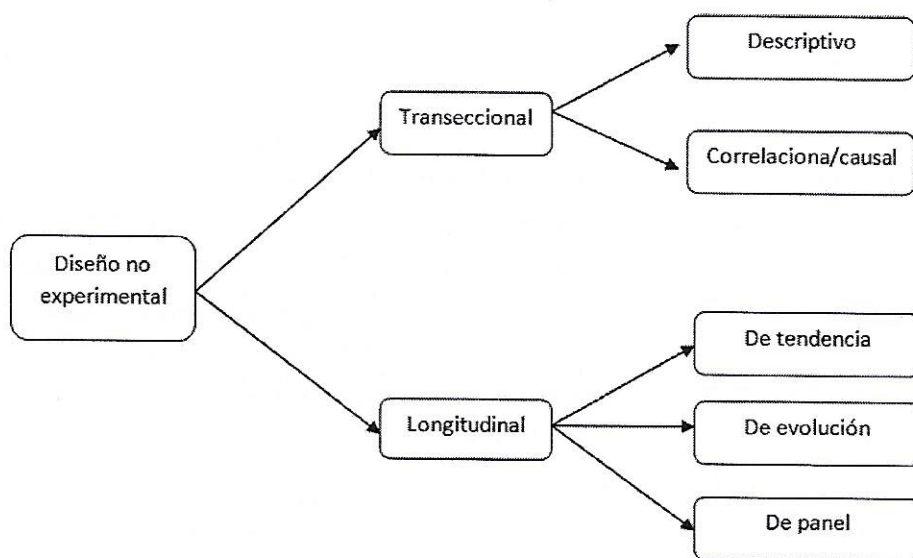 Descriptivo
Transeccional
Correlaciona/causal
Diseño no
experimental
De tendencia
Longitudinal
De evolución
De panel